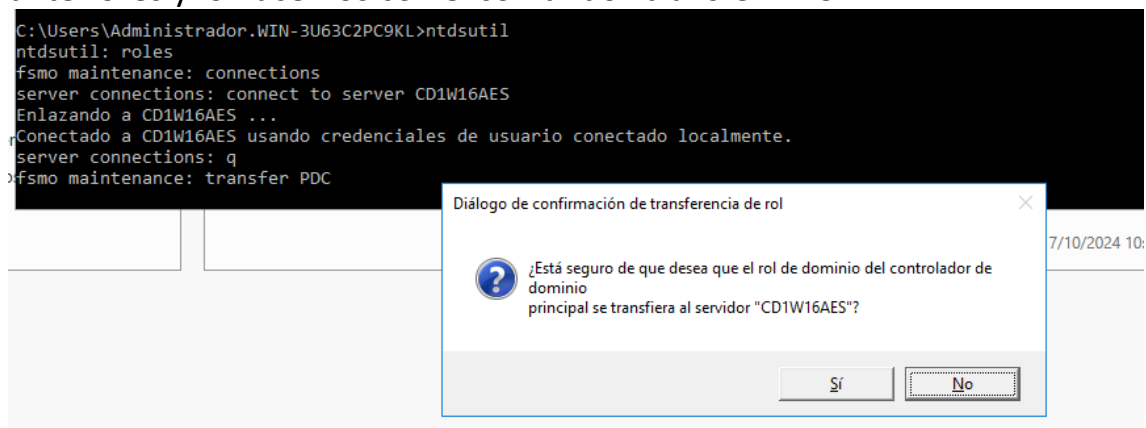 C:\Users\Administrador.WIN-3U63C2PC9KL>ntdsutil
ntdsutil: roles
fsmo maintenance: connections
server connections: connect to server CD1W16AES
Enlazando a CD1W16AES ...
Conectado a CD1W16AES usando credenciales de usuario conectado localmente.
server connections: q
fsmo maintenance: transfer PDC
Diálogo de confirmación de transferencia de rol
7/10/2024 10:
¿Está seguro de que desea que el rol de dominio del controlador de
dominio
principal se transfiera al servidor "CD1W16AES"?
Sí
No